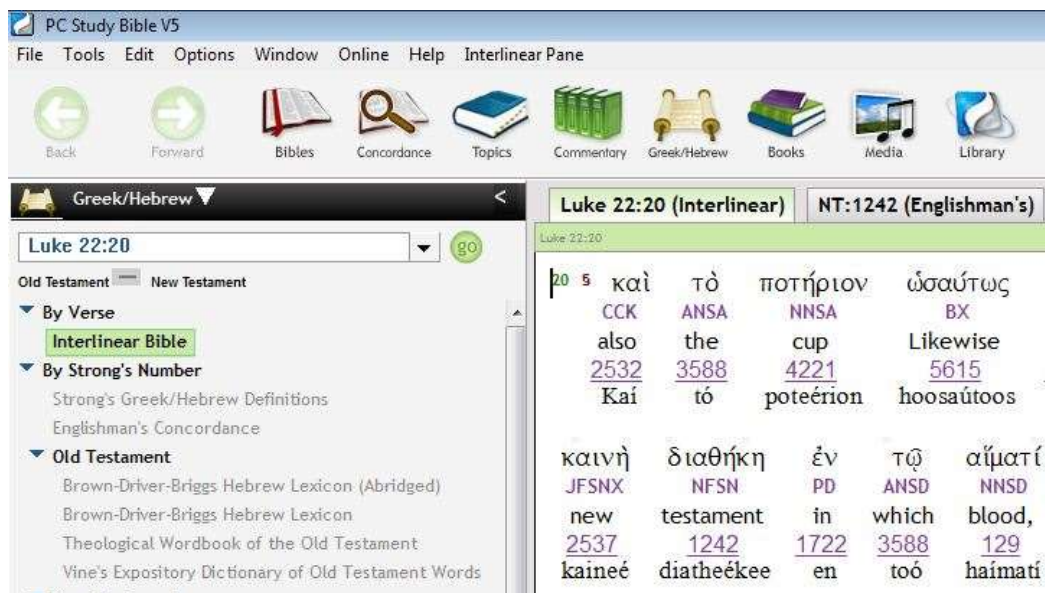 PC Study Bible V5
File Tools Edit Options Window Online Help Interlinear Pane
Back Forward Bibles Concordance Topics Commentary Greek/Hebrew Books Media Library
Greek/Hebrew <
Luke 22:20 go
Old Testament New Testament
By Verse
Interlinear Bible
By Strong's Number
Strong's Greek/Hebrew Definitions
Englishman's Concordance
Old Testament
Brown-Driver-Briggs Hebrew Lexicon (Abridged)
Brown-Driver-Briggs Hebrew Lexicon
Theological Wordbook of the Old Testament
Vine's Expository Dictionary of Old Testament Words
Luke 22:20 (Interlinear) NT:1242 (Englishman's)
Luke 22:20
20 § καὶ τὸ ποτήριον ὡσαύτως
CCK ANSA NNSA BX
also the cup Likewise
2532 3588 4221 5615
Kaí tó poteérion hoosaútoos
καινὴ διαθήκη ἐν τῷ αἵματί
JFSNX NFSN PD ANSD NNSD
new testament in which blood,
2537 1242 1722 3588 129
kaineé diatheékee en toó haímatí